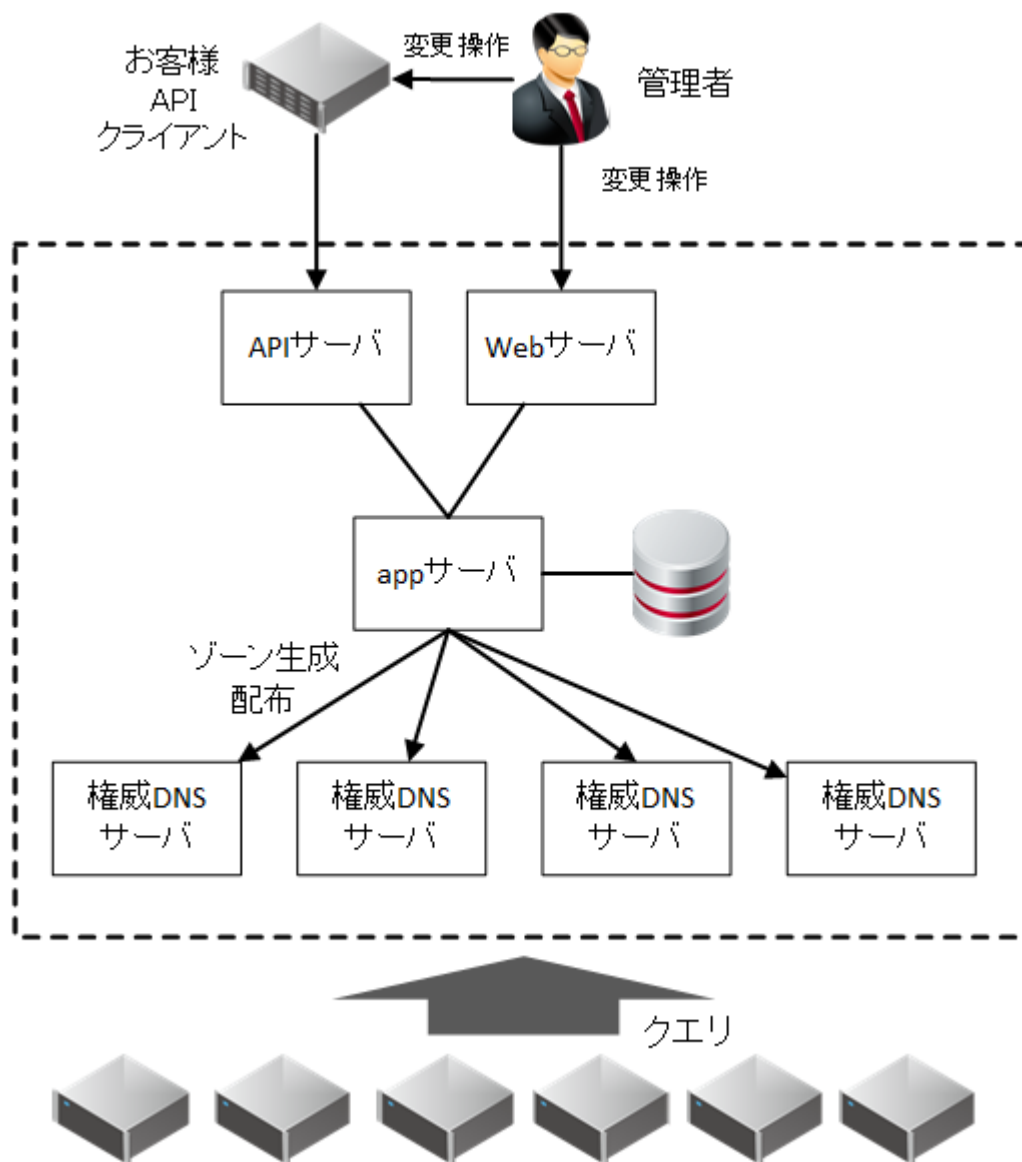 お客様
API
クライアント
変更操作
管理者
変更操作
APIサーバ
Webサーバ
appサーバ
ゾーン生成
配布
権威DNS
サーバ
権威DNS
サーバ
権威DNS
サーバ
権威DNS
サーバ
クエリ